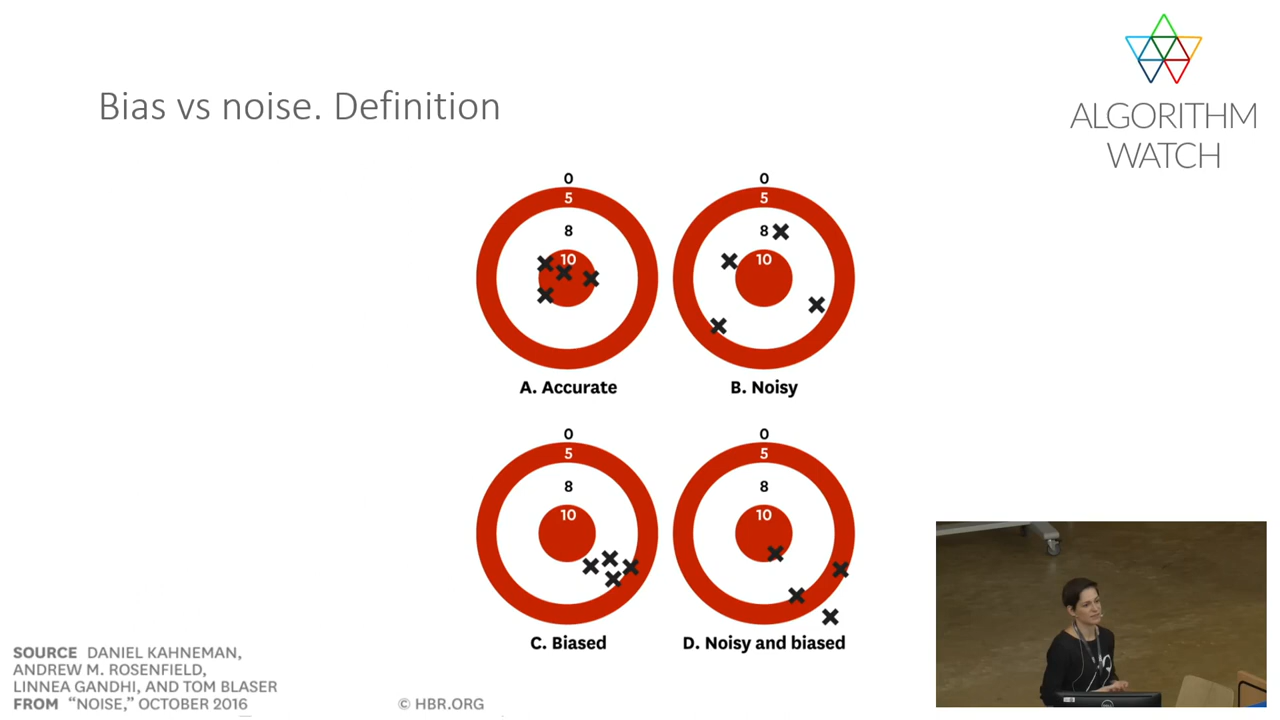 Bias vs noise. Definition
ALGORITHM
WATCH
0
5
8
10
A. Accurate
0
5
8
10
B. Noisy
0
5
8
10
C. Biased
0
5
8
10
D. Noisy and biased
SOURCE DANIEL KAHNEMAN,
ANDREW M. ROSENFIELD,
LINNEA GANDHI, AND TOM BLASER
FROM “NOISE,” OCTOBER 2016
© HBR.ORG
DELL